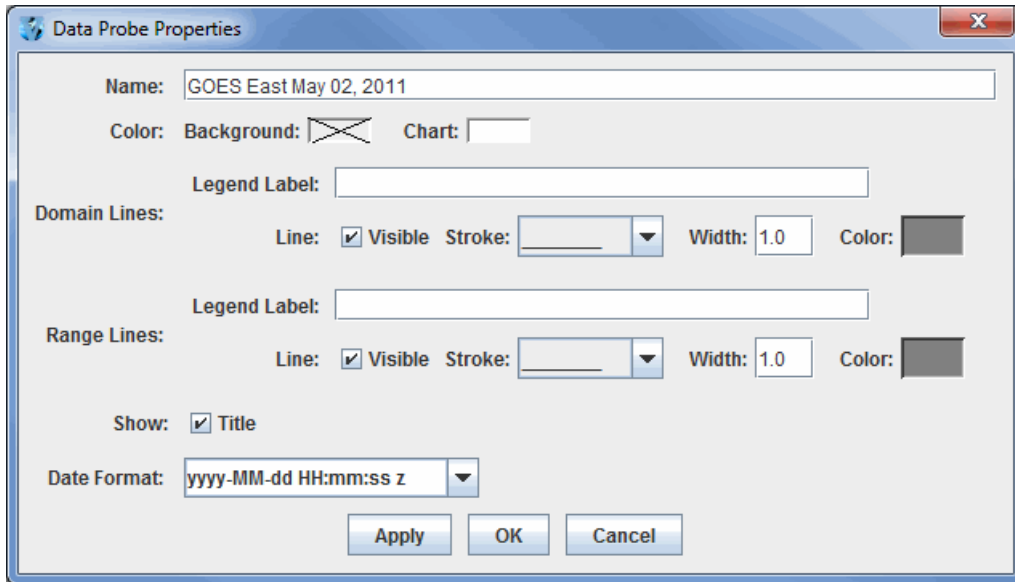 Data Probe Properties
Name: GOES East May 02, 2011
Color: Background: Chart:
Legend Label:
Domain Lines:
Line: Visible Stroke: Width: 1.0 Color:
Legend Label:
Range Lines:
Line: Visible Stroke: Width: 1.0 Color:
Show: Title
Date Format: yyyy-MM-dd HH:mm:ss z
Apply OK Cancel